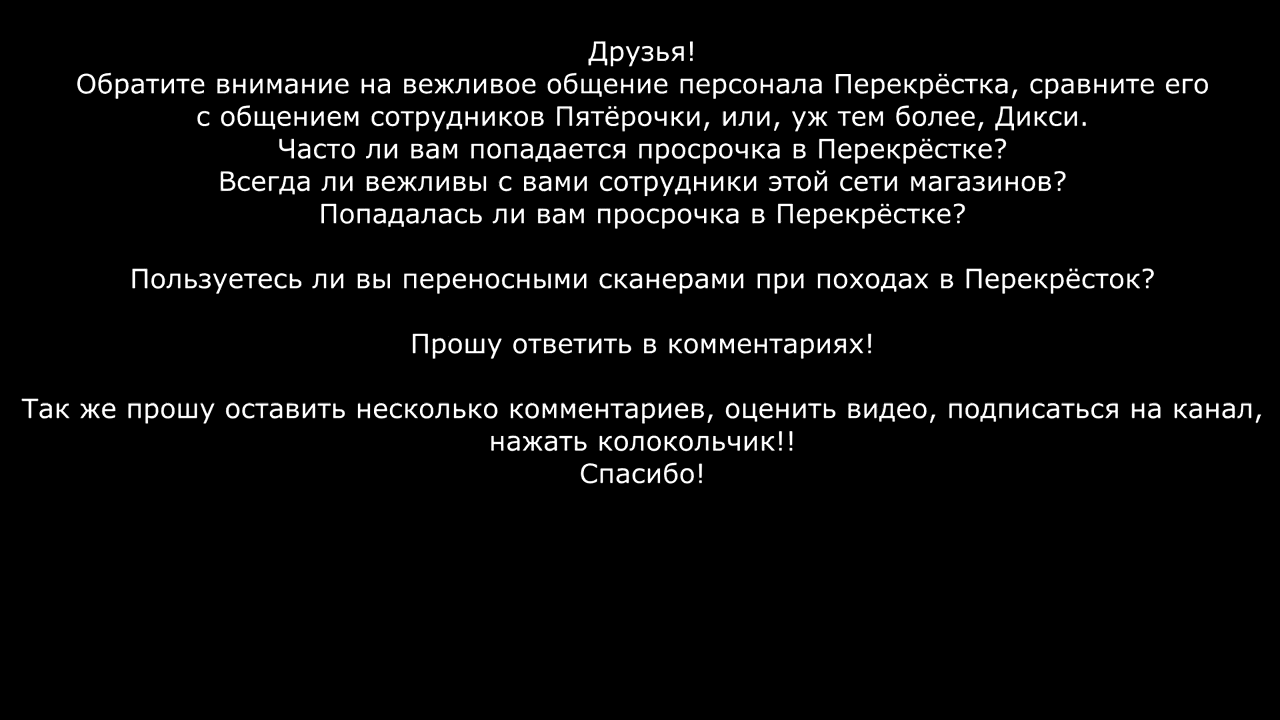 Друзья!
Обратите внимание на вежливое общение персонала Перекрёстка, сравните его
с общением сотрудников Пятёрочки, или, уж тем более, Дикси.
Часто ли вам попадается просрочка в Перекрёстке?
Всегда ли вежливы с вами сотрудники этой сети магазинов?
Попадалась ли вам просрочка в Перекрёстке?
Пользуетесь ли вы переносными сканерами при походах в Перекрёсток?
Прошу ответить в комментариях!
Так же прошу оставить несколько комментариев, оценить видео, подписаться на канал,
нажать колокольчик!!
Спасибо!